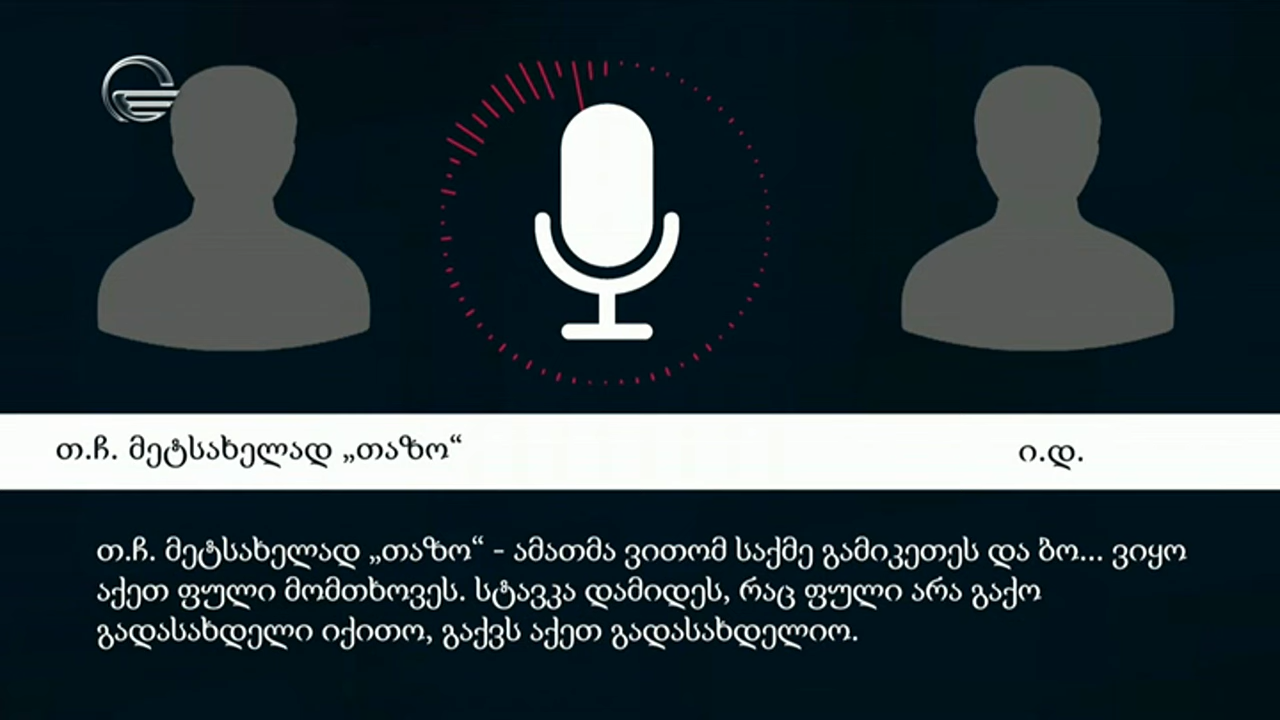 თ.ჩ. მეტსახელად „თაზო“
ი.დ.
თ.ჩ. მეტსახელად „თაზო“ - ამათმა ვითომ საქმე გამიკეთეს და ბო... ვიყო
აქეთ ფული მომთხოვეს. სტავკა დამიდეს, რაც ფული არა გაქო
გადასახდელი იქითო, გაქვს აქეთ გადასახდელიო.